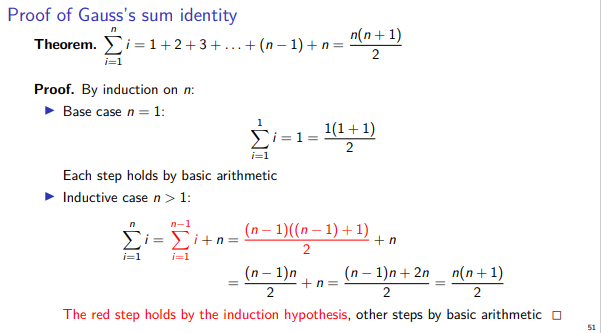 Proof of Gauss's sum identity
Theorem. $\sum_{i=1}^{n} i = 1 + 2 + 3 + \ldots + (n-1) + n = \frac{n(n+1)}{2}$
Proof. By induction on n:
▶ Base case n = 1:
$\sum_{i=1}^{1} i = 1 = \frac{1(1+1)}{2}$
Each step holds by basic arithmetic
▶ Inductive case n > 1:
$\sum_{i=1}^{n} i = \sum_{i=1}^{n-1} i + n = \frac{(n-1)((n-1)+1)}{2} + n$
$= \frac{(n-1)n}{2} + n = \frac{(n-1)n+2n}{2} = \frac{n(n+1)}{2}$
The red step holds by the induction hypothesis, other steps by basic arithmetic □
51